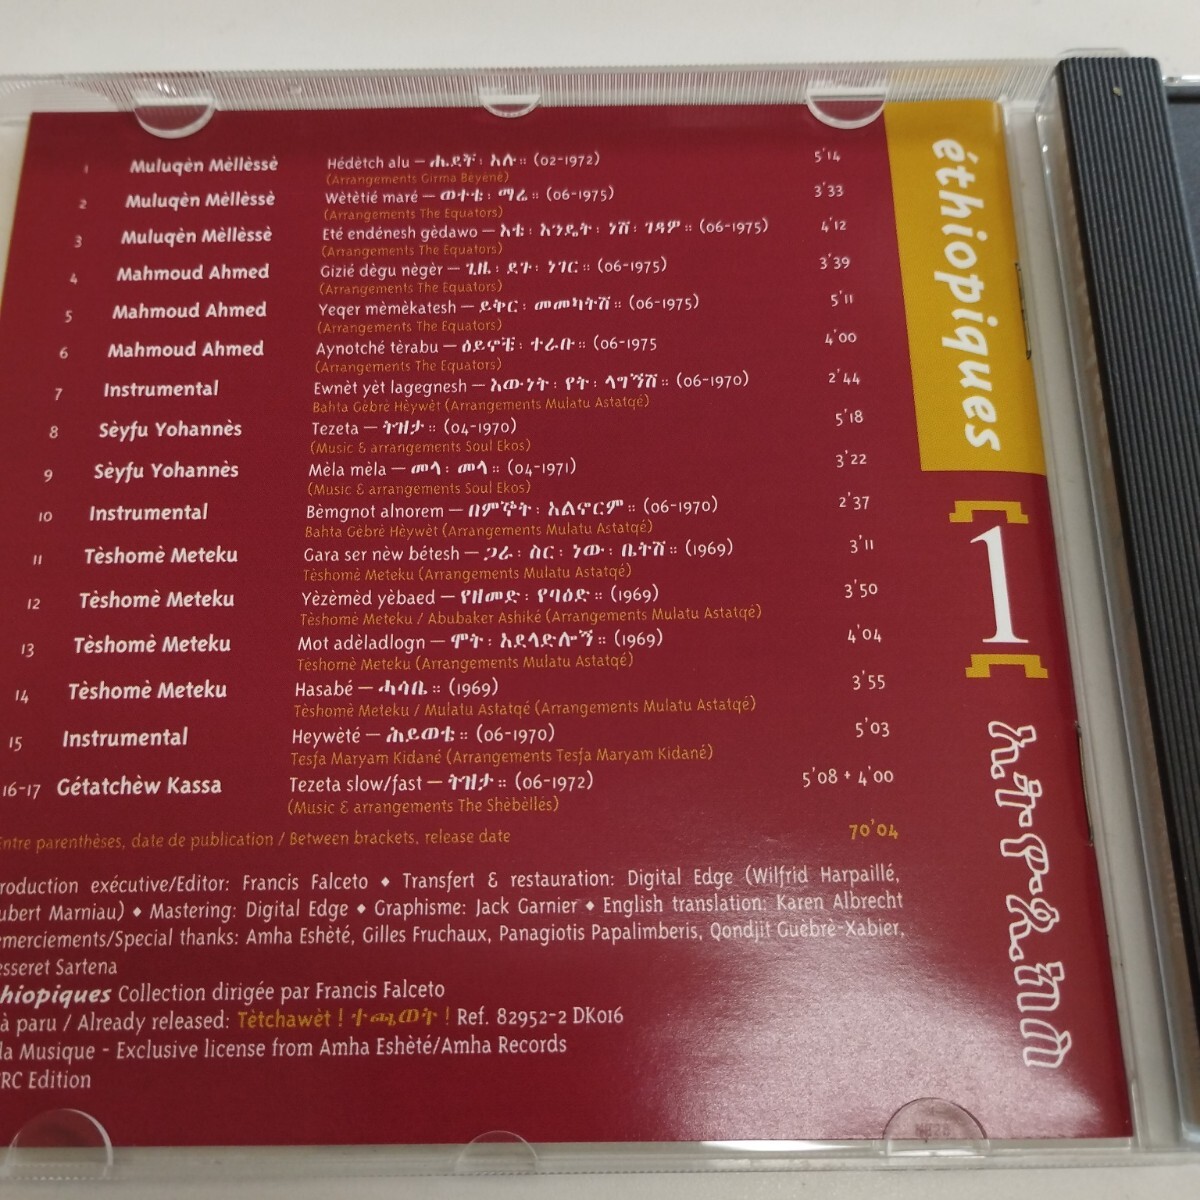 1 Muluqèn Mèllèssè Hédètch alu – ሔደች ፡ አሉ ። (02-1972) 5'14
(Arrangements Girma Bèyènè)
2 Muluqèn Mèllèssè Wètètié maré – ወተቴ ፡ ማሬ ። (06-1975) 3'33
(Arrangements The Equators)
3 Muluqèn Mèllèssè Eté endénesh gèdawo – እቴ ፡ እንዴት ፡ ነሽ ፡ ገዳዎ ። (06-1975) 4'12
(Arrangements The Equators)
4 Mahmoud Ahmed Gizié dègu nègèr – ጊዜ ፡ ደጉ ፡ ነገር ። (06-1975) 3'39
(Arrangements The Equators)
5 Mahmoud Ahmed Yeqer mèmèkatesh – ይቅር ፡ መመካትሽ ። (06-1975) 5'11
(Arrangements The Equators)
6 Mahmoud Ahmed Aynotché tèrabu – ዕይኖቼ ፡ ተራቡ ። (06-1975 4'00
(Arrangements The Equators)
7 Instrumental Ewnèt yèt lagegnesh – እውነት ፡ የት ፡ ላግኝሽ ። (06-1970) 2'44
Bahta Gèbrè Hèywèt (Arrangements Mulatu Astatqé)
8 Sèyfu Yohannès Tezeta – ትዝታ ። (04-1970) 5'18
(Music & arrangements Soul Ekos)
9 Sèyfu Yohannès Mèla mèla – መላ ፡ መላ ። (04-1971) 3'22
(Music & arrangements Soul Ekos)
10 Instrumental Bèmgnot alnorem – በምኞት ፡ አልኖርም ። (06-1970) 2'37
Bahta Gèbrè Hèywèt (Arrangements Mulatu Astatqé)
11 Tèshomè Meteku Gara ser nèw bétesh – ጋራ ፡ ስር ፡ ነው ፡ ቤትሽ ። (1969) 3'11
Tèshomè Meteku (Arrangements Mulatu Astatqé)
12 Tèshomè Meteku Yèzèmèd yèbaed – የዘመድ ፡ የባዕድ ። (1969) 3'50
Tèshomè Meteku / Abubaker Ashiké (Arrangements Mulatu Astatqé)
13 Tèshomè Meteku Mot adèladlogn – ሞት ፡ አደላድሎኝ ። (1969) 4'04
Tèshomè Meteku (Arrangements Mulatu Astatqé)
14 Tèshomè Meteku Hasabé – ሓሳቤ ። (1969) 3'55
Tèshomè Meteku / Mulatu Astatqé (Arrangements Mulatu Astatqé)
15 Instrumental Heywèté – ሕይወቴ ። (06-1970) 5'03
Tesfa Maryam Kidané (Arrangements Tesfa Maryam Kidané)
16-17 Gétatchèw Kassa Tezeta slow/fast – ትዝታ ። (06-1972) 5'08 + 4'00
(Music & arrangements The Shèbèllés)
Entre parenthèses, date de publication / Between brackets, release date 70'04
roduction exécutive/Editor: Francis Falceto ◆ Transfert & restauration: Digital Edge (Wilfrid Harpaillé,
ubert Marniau) ◆ Mastering: Digital Edge ◆ Graphisme: Jack Garnier ◆ English translation: Karen Albrecht
emerciements/Special thanks: Amha Eshèté, Gilles Fruchaux, Panagiotis Papalimberis, Qondjit Guèbrè-Xabier,
esseret Sartena
hiopiques Collection dirigée par Francis Falceto
à paru / Already released: Tètchawèt ! ተጫወት ! Ref. 82952-2 DK016
da Musique - Exclusive license from Amha Eshèté/Amha Records
RC Edition
éthiopiques
[1]
ኢትዮጵያ